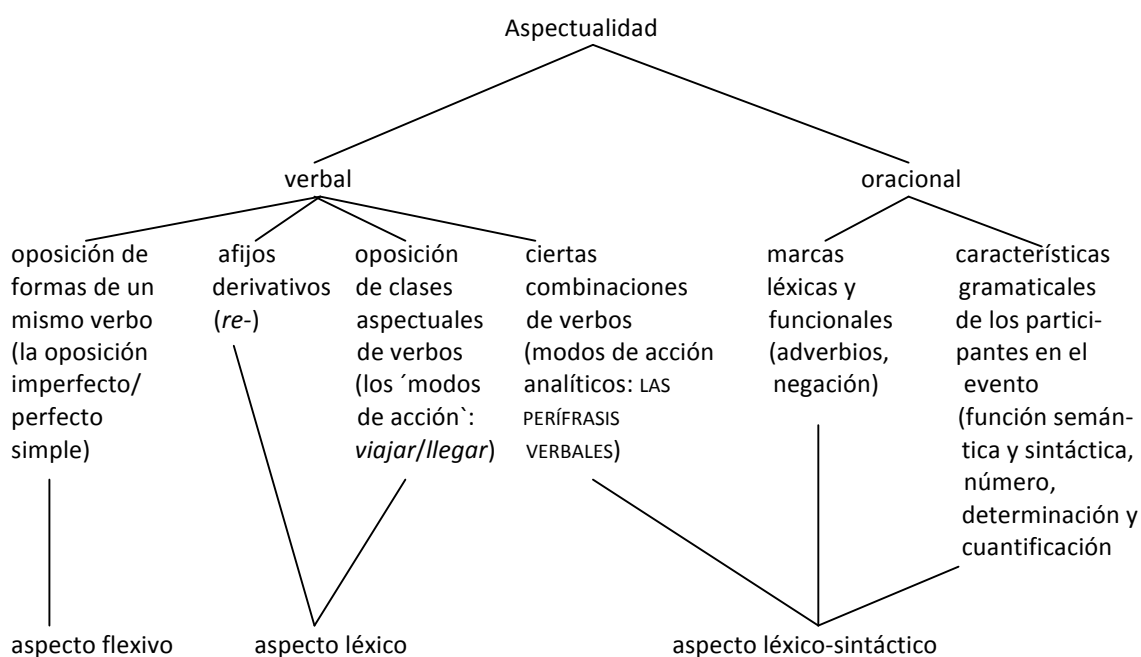 Aspectualidad
verbal
oracional
oposición de
formas de un
mismo verbo
(la oposición
imperfecto/
perfecto
simple)
afijos
derivativos
(re-)
oposición
de clases
aspectuales
de verbos
(los ´modos
de acción`:
viajar/llegar)
ciertas
combinaciones
de verbos
(modos de acción
analíticos: LAS
PERÍFRASIS
VERBALES)
marcas
léxicas y
funcionales
(adverbios,
negación)
características
gramaticales
de los partici-
pantes en el
evento
(función semán-
tica y sintáctica,
número,
determinación y
cuantificación
aspecto flexivo
aspecto léxico
aspecto léxico-sintáctico